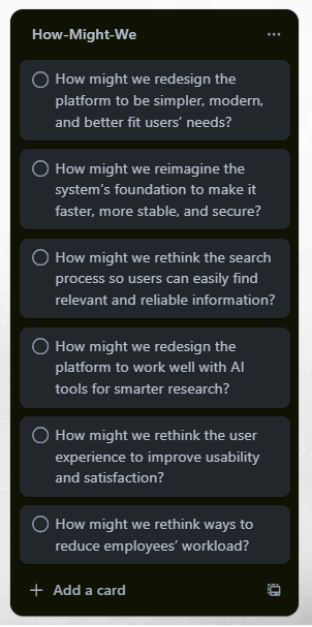 How-Might-We
How might we redesign the
platform to be simpler, modern,
and better fit users’ needs?
How might we reimagine the
system’s foundation to make it
faster, more stable, and secure?
How might we rethink the search
process so users can easily find
relevant and reliable information?
How might we redesign the
platform to work well with AI
tools for smarter research?
How might we rethink the user
experience to improve usability
and satisfaction?
How might we rethink ways to
reduce employees’ workload?
Add a card